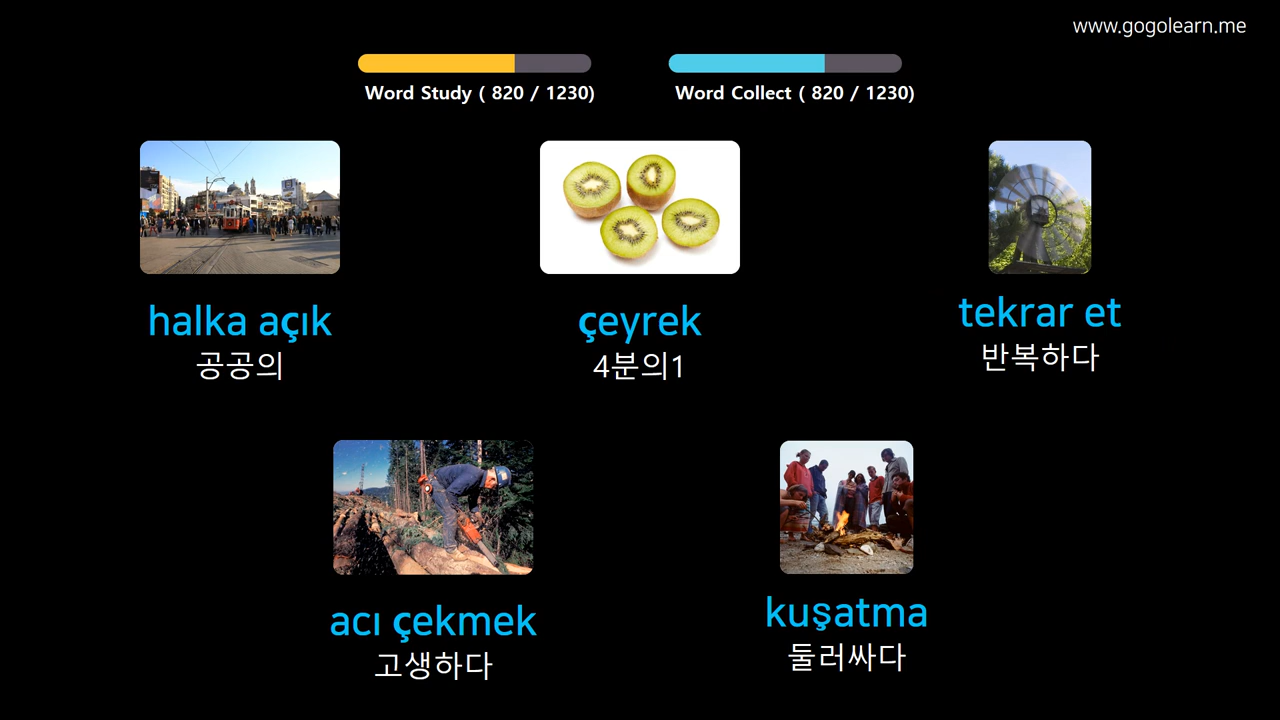 www.gogolearn.me
Word Study ( 820 / 1230)
Word Collect ( 820 / 1230)
halka açık
공공의
çeyrek
4분의1
tekrar et
반복하다
acı çekmek
고생하다
kuşatma
둘러싸다